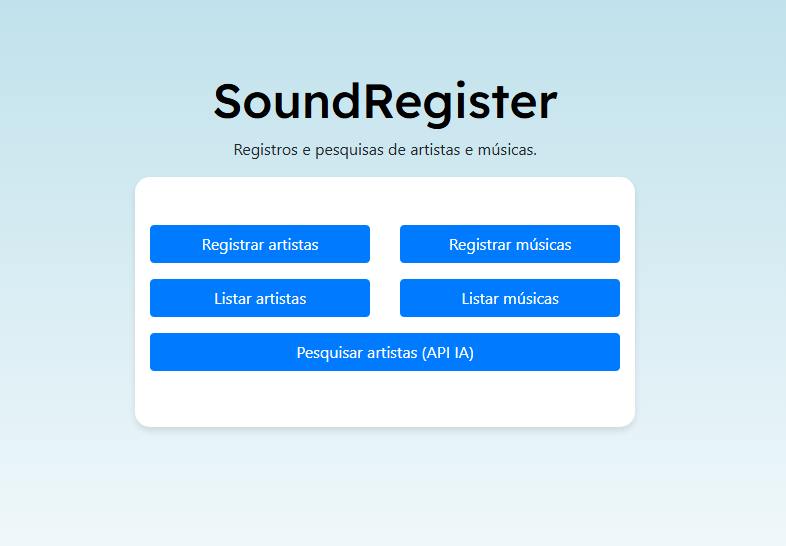 SoundRegister
Registros e pesquisas de artistas e músicas.
Registrar artistas
Registrar músicas
Listar artistas
Listar músicas
Pesquisar artistas (API IA)